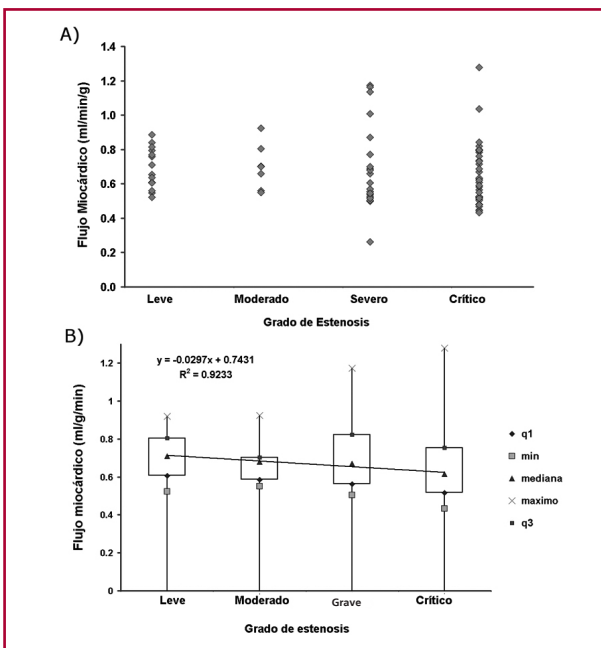 A)
Flujo Miocárdico (ml/min/g)
1.4
1.2
1.0
0.8
0.6
0.4
0.2
0.0
Leve Moderado Severo Crítico
Grado de Estenosis
B)
Flujo miocárdico (ml/g/min)
y = -0.0297x + 0.7431
R² = 0.9233
1.2
1
0.8
0.6
0.4
0.2
0
q1
min
mediana
maximo
q3
Leve Moderado Grave Crítico
Grado de estenosis